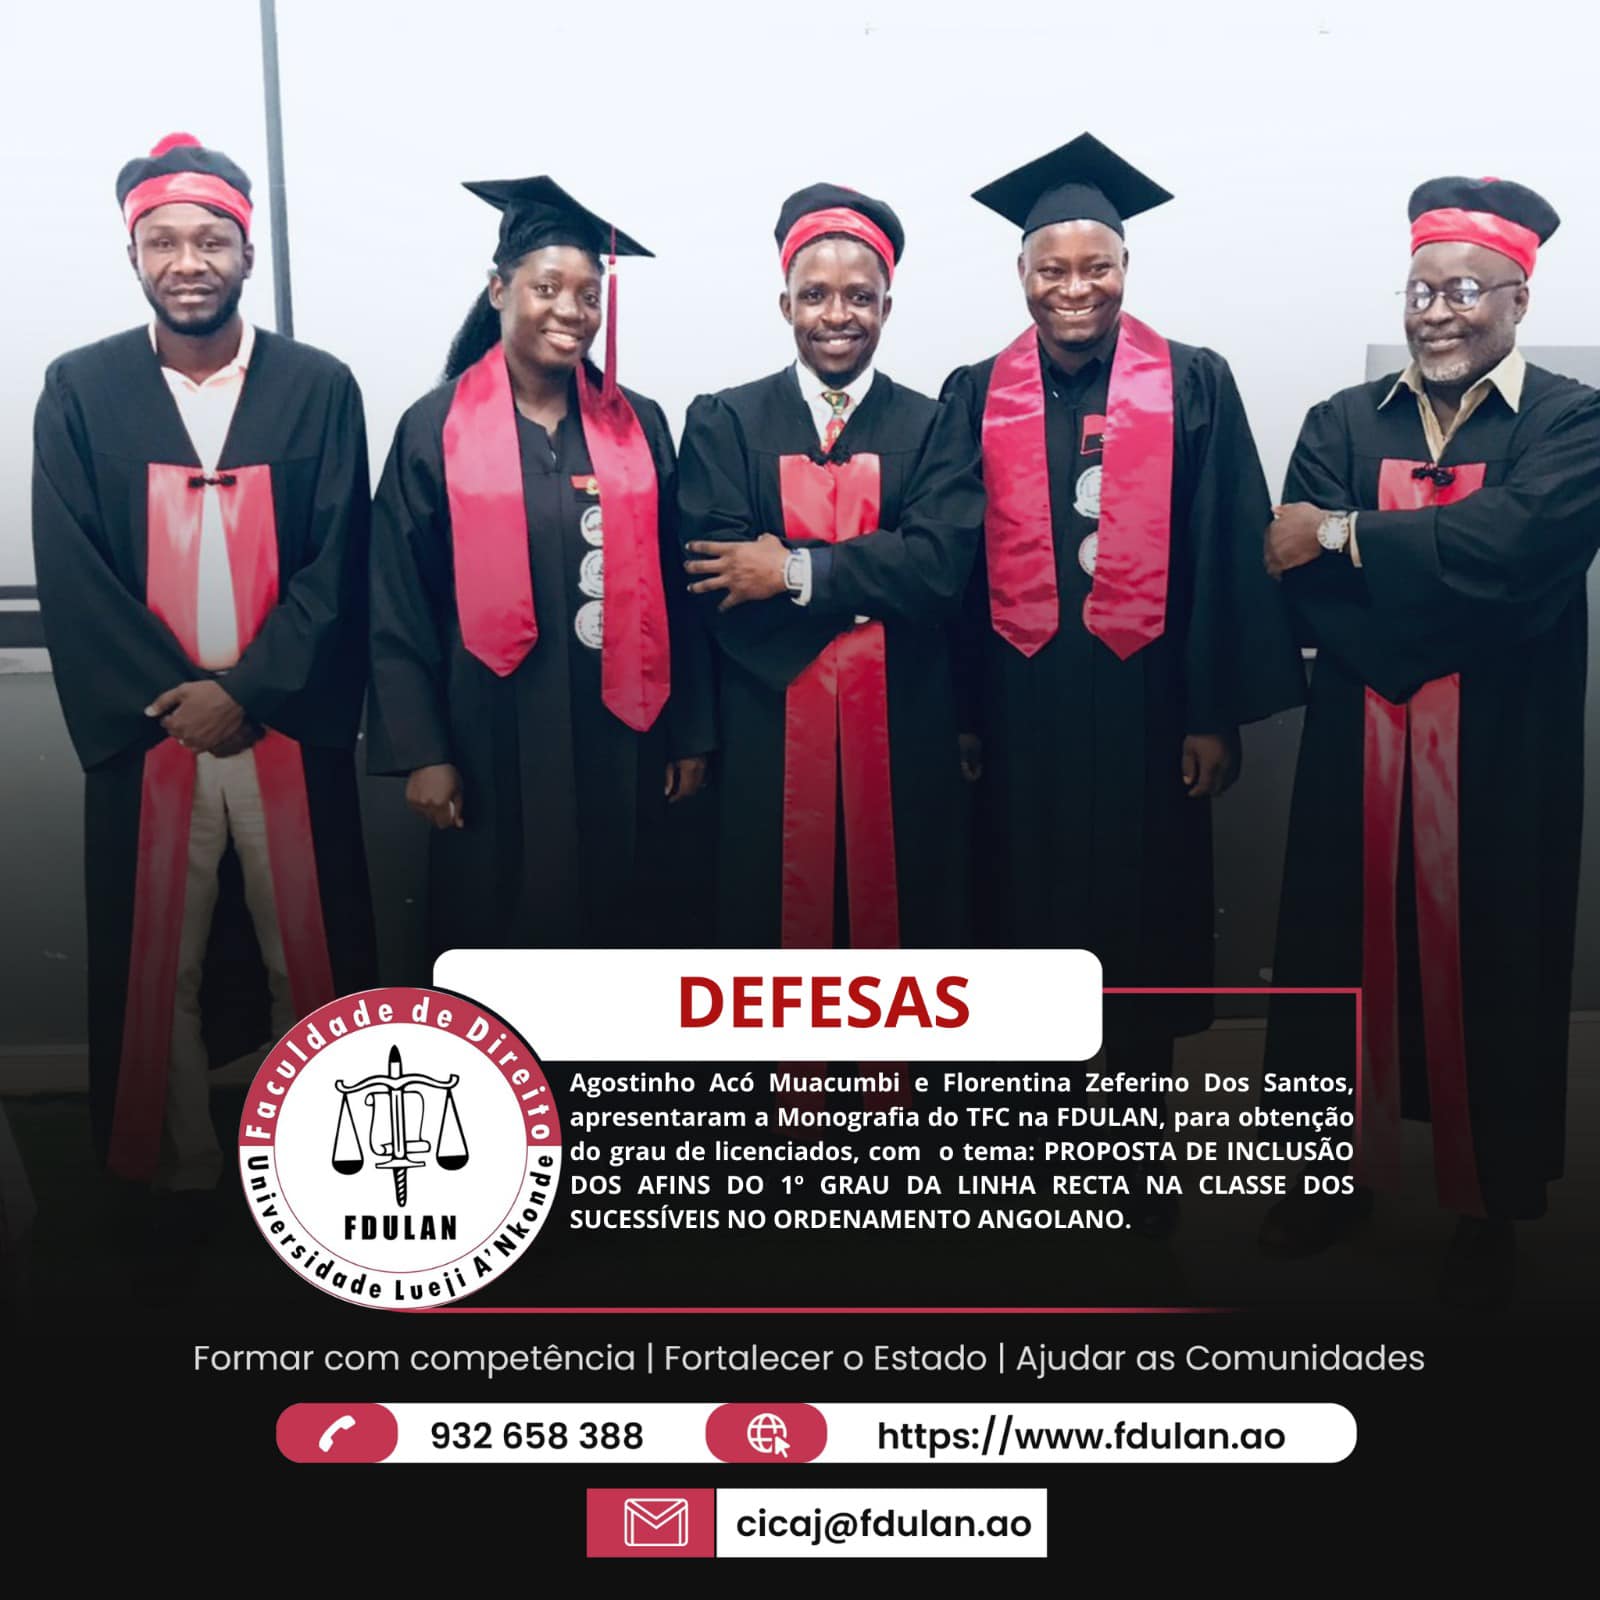 DEFESAS
Faculdade de Direito
Universidade Lueji A'Nkonde
FDULAN
Agostinho Acó Muacumbi e Florentina Zeferino Dos Santos,
apresentaram a Monografia do TFC na FDULAN, para obtenção
do grau de licenciados, com o tema: PROPOSTA DE INCLUSÃO
DOS AFINS DO 1º GRAU DA LINHA RECTA NA CLASSE DOS
SUCESSÍVEIS NO ORDENAMENTO ANGOLANO.
Formar com competência | Fortalecer o Estado | Ajudar as Comunidades
932 658 388
https://www.fdulan.ao
cicaj@fdulan.ao